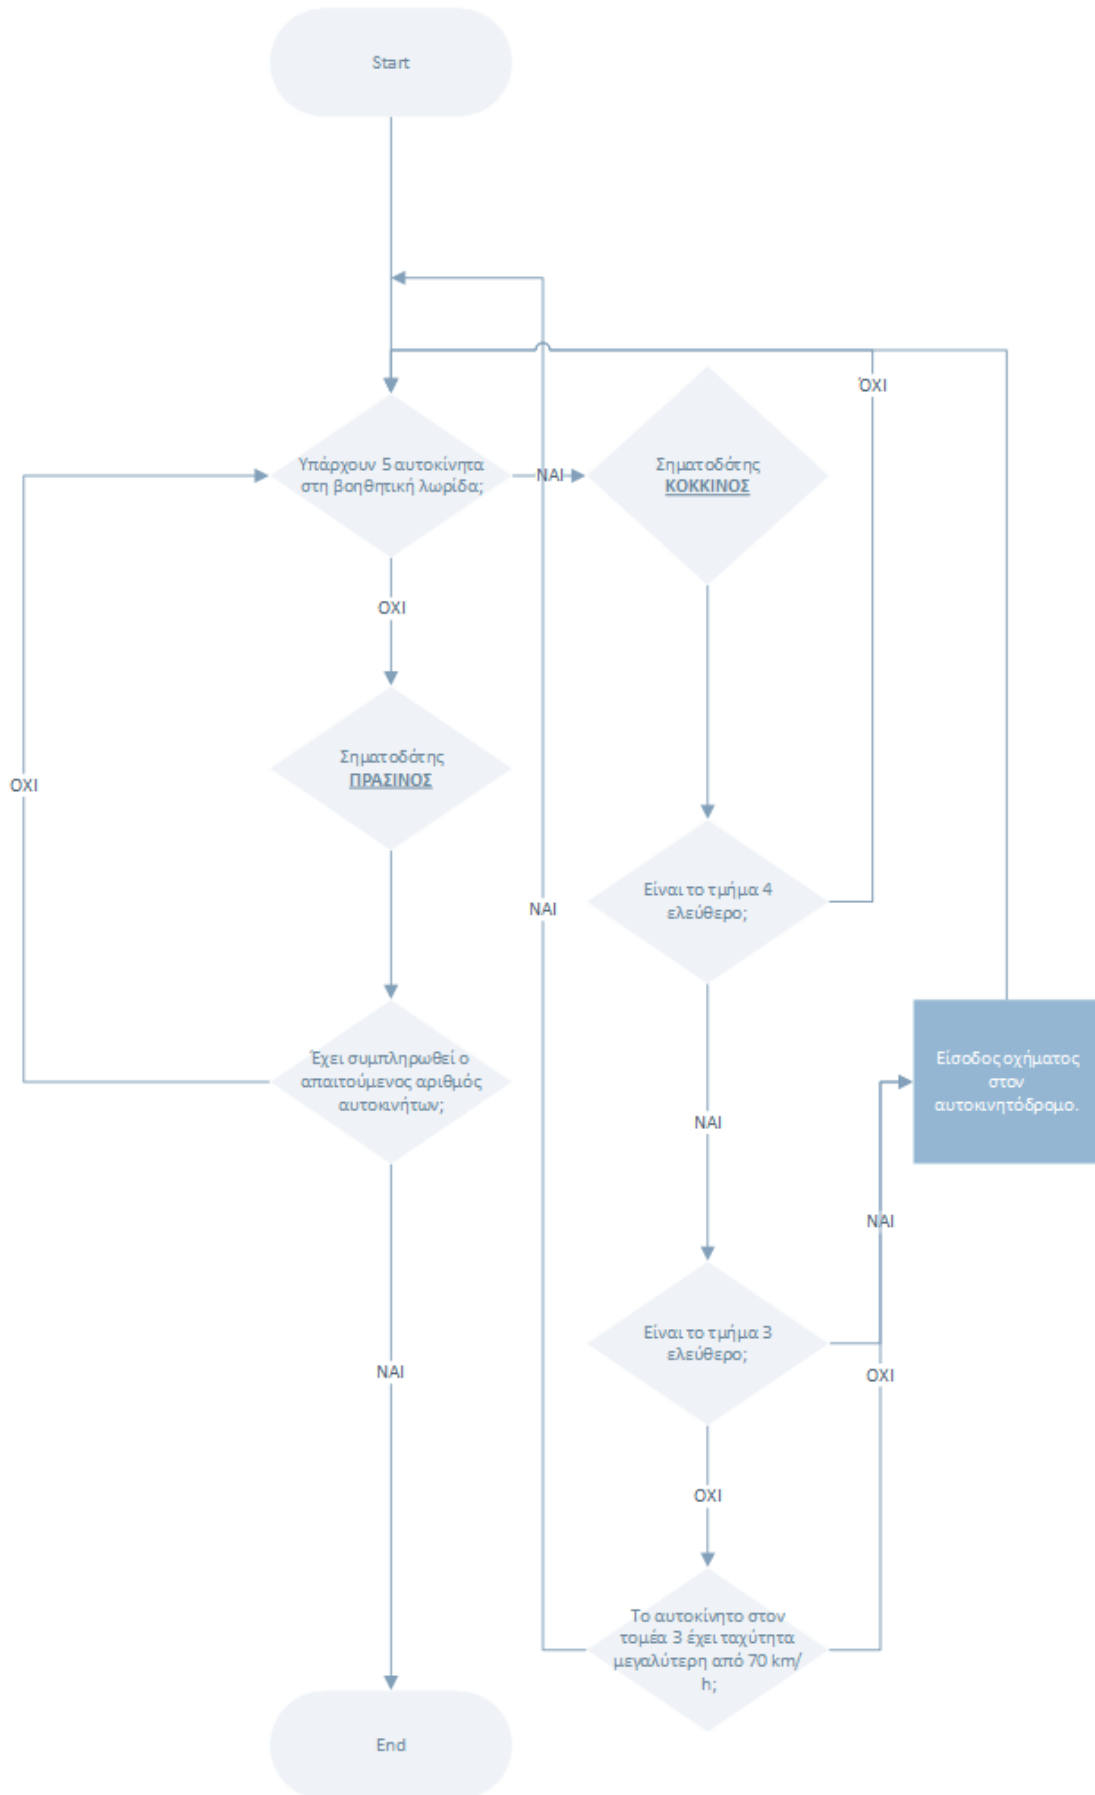 Start
ΌΧΙ
Υπάρχουν 5 αυτοκίνητα
στη βοηθητική λωρίδα;
ΝΑΙ
Σηματοδότης
ΚΟΚΚΙΝΟΣ
ΟΧΙ
Σηματοδότης
ΠΡΑΣΙΝΟΣ
ΟΧΙ
Είναι το τμήμα 4
ελεύθερο;
ΝΑΙ
Έχει συμπληρωθεί ο
απαιτούμενος αριθμός
αυτοκινήτων;
Είσοδος οχήματος
στον
αυτοκινητόδρομο.
ΝΑΙ
ΝΑΙ
Είναι το τμήμα 3
ελεύθερο;
ΝΑΙ
ΟΧΙ
ΟΧΙ
Το αυτοκίνητο στον
τομέα 3 έχει ταχύτητα
μεγαλύτερη από 70 km/
h;
End